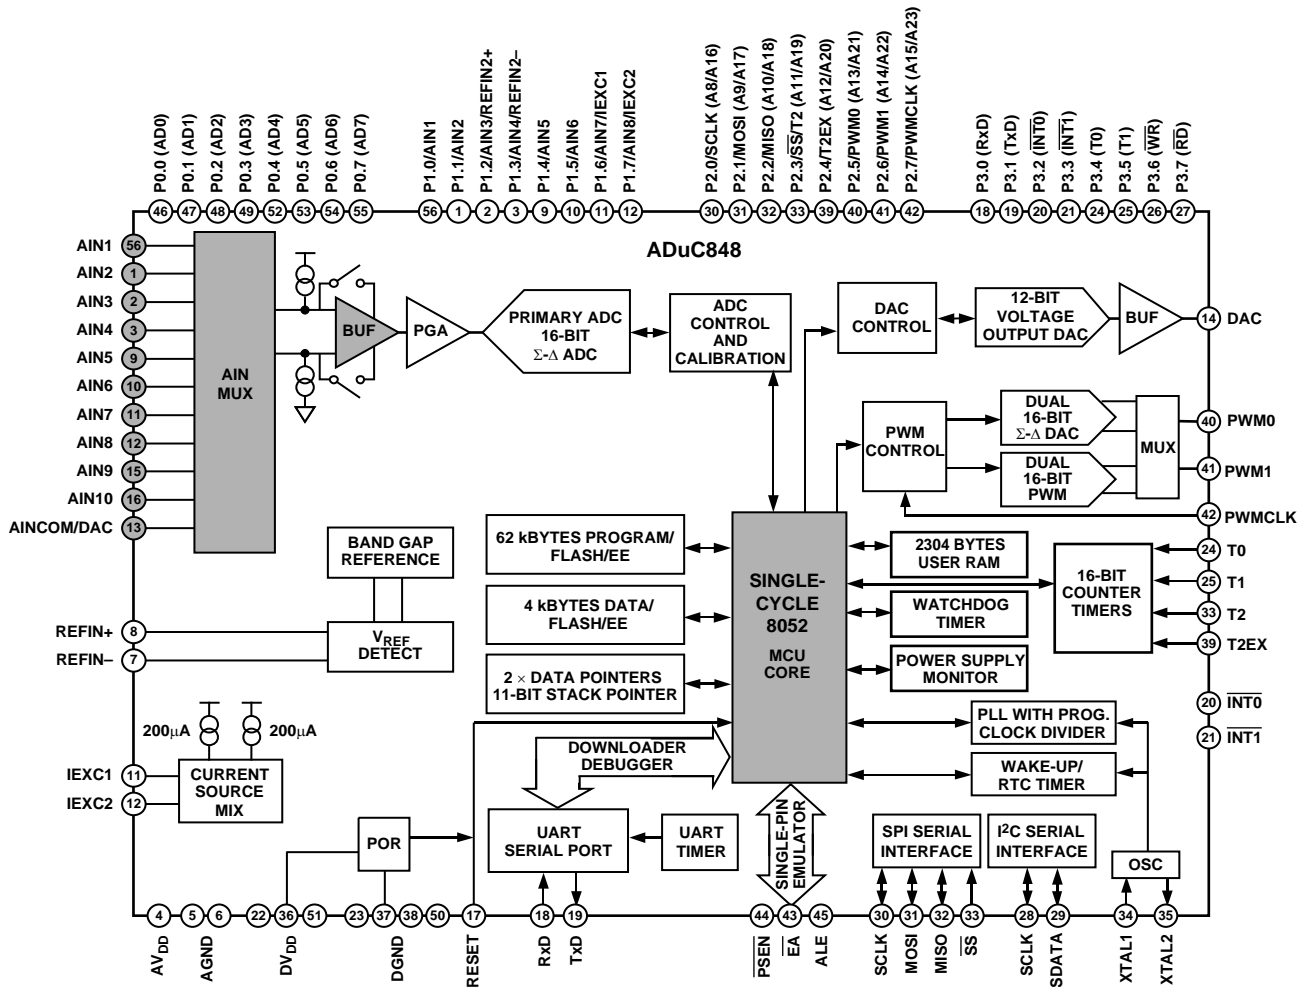 P0.0 (AD0)
P0.1 (AD1)
P0.2 (AD2)
P0.3 (AD3)
P0.4 (AD4)
P0.5 (AD5)
P0.6 (AD6)
P0.7 (AD7)
P1.0/AIN1
P1.1/AIN2
P1.2/AIN3/REFIN2+
P1.3/AIN4/REFIN2–
P1.4/AIN5
P1.5/AIN6
P1.6/AIN7/IEXC1
P1.7/AIN8/IEXC2
P2.0/SCLK (A8/A16)
P2.1/MOSI (A9/A17)
P2.2/MISO (A10/A18)
P2.3/SS/T2 (A11/A19)
P2.4/T2EX (A12/A20)
P2.5/PWM0 (A13/A21)
P2.6/PWM1 (A14/A22)
P2.7/PWMCLK (A15/A23)
P3.0 (RxD)
P3.1 (TxD)
P3.2 (INT0)
P3.3 (INT1)
P3.4 (T0)
P3.5 (T1)
P3.6 (WR)
P3.7 (RD)
46 47 48 49 52 53 54 55
56 1 2 3 9 10 11 12
30 31 32 33 39 40 41 42
18 19 20 21 24 25 26 27
ADuC848
AIN1 56
AIN2 1
AIN3 2
AIN4 3
AIN5 9
AIN6 10
AIN7 11
AIN8 12
AIN9 15
AIN10 16
AINCOM/DAC 13
AIN
MUX
BUF
PGA
PRIMARY ADC
16-BIT
Σ-Δ ADC
ADC
CONTROL
AND
CALIBRATION
DAC
CONTROL
12-BIT
VOLTAGE
OUTPUT DAC
BUF
14 DAC
PWM
CONTROL
DUAL
16-BIT
Σ-Δ DAC
DUAL
16-BIT
PWM
MUX
40 PWM0
41 PWM1
42 PWMCLK
BAND GAP
REFERENCE
VREF
DETECT
REFIN+ 8
REFIN– 7
62 kBYTES PROGRAM/
FLASH/EE
4 kBYTES DATA/
FLASH/EE
2 × DATA POINTERS
11-BIT STACK POINTER
SINGLE-
CYCLE
8052
MCU
CORE
2304 BYTES
USER RAM
WATCHDOG
TIMER
POWER SUPPLY
MONITOR
16-BIT
COUNTER
TIMERS
24 T0
25 T1
33 T2
39 T2EX
20 INT0
21 INT1
200μA
200μA
IEXC1 11
IEXC2 12
CURRENT
SOURCE
MIX
DOWNLOADER
DEBUGGER
PLL WITH PROG.
CLOCK DIVIDER
WAKE-UP/
RTC TIMER
POR
UART
SERIAL PORT
UART
TIMER
SINGLE-PIN
EMULATOR
SPI SERIAL
INTERFACE
I2C SERIAL
INTERFACE
OSC
4 5 6 22 36 51 23 37 38 50 17 18 19 44 43 45 30 31 32 33 28 29 34 35
AVDD
AGND
DVDD
DGND
RESET
RxD
TxD
PSEN
EA
ALE
SCLK
MOSI
MISO
SS
SCLK
SDATA
XTAL1
XTAL2